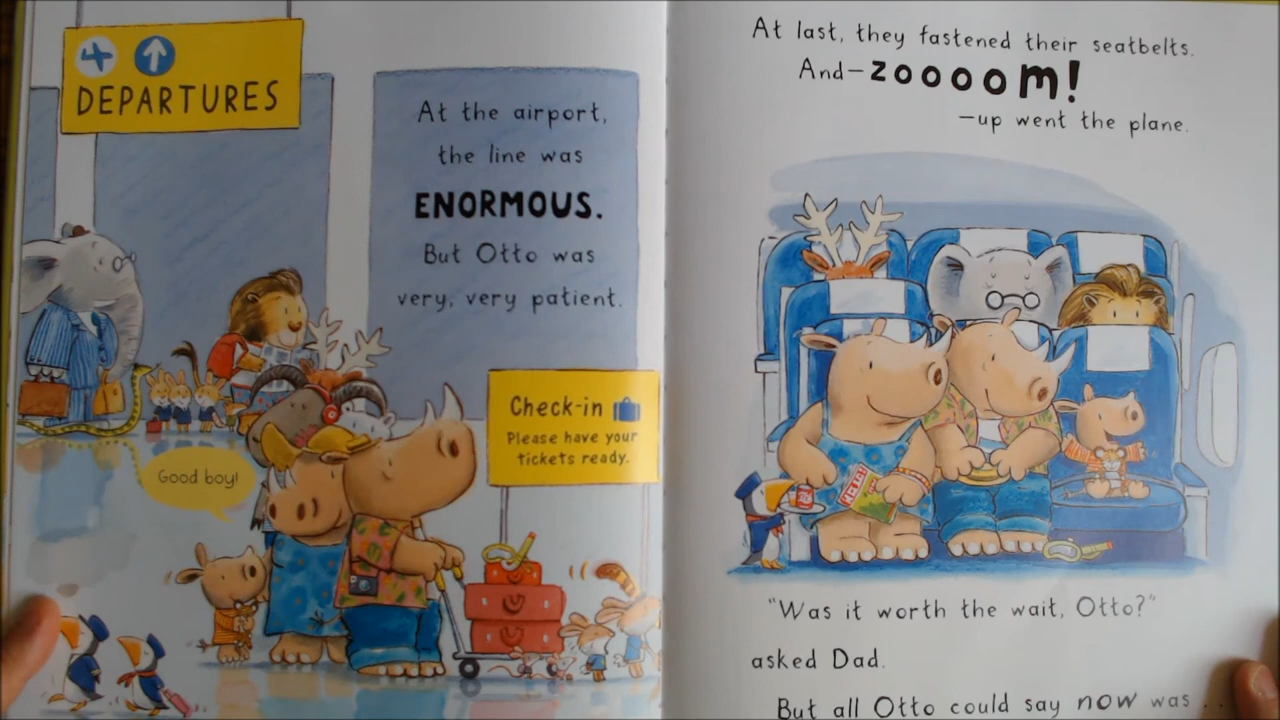 DEPARTURES
At the airport,
the line was
ENORMOUS.
But Otto was
very, very patient.
Check-in
Please have your
tickets ready.
Good boy!
At last, they fastened their seatbelts.
And—zoooom!
—up went the plane.
"Was it worth the wait, Otto?"
asked Dad.
But all Otto could say now was ...